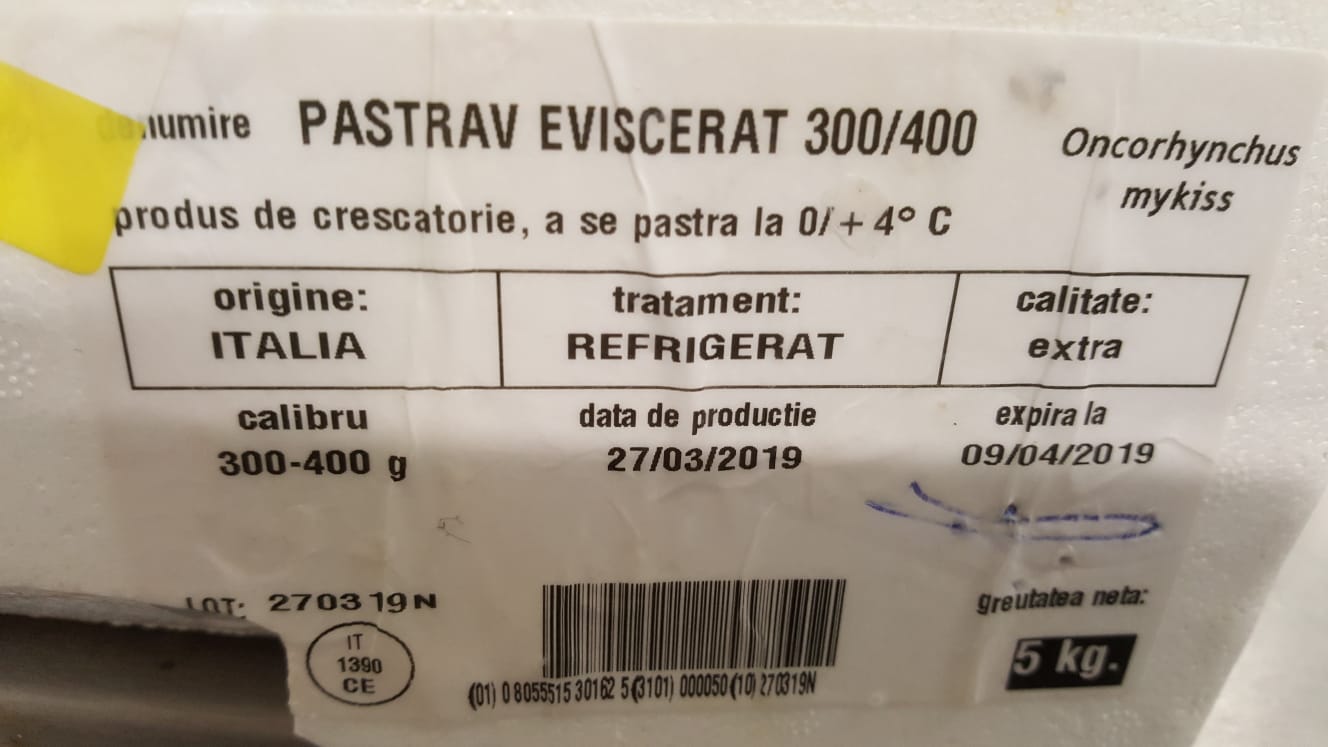 denumire PASTRAV EVISCERAT 300/400
Oncorhynchus
mykiss
produs de crescatorie, a se pastra la 0/+4° C
origine:
ITALIA
tratament:
REFRIGERAT
calitate:
extra
calibru
300-400 g
data de productie
27/03/2019
expira la
09/04/2019
LOT: 270319N
IT
1390
CE
(01) 0 8055515 30162 5 (3101) 000050 (10) 270319N
greutatea neta:
5 kg.